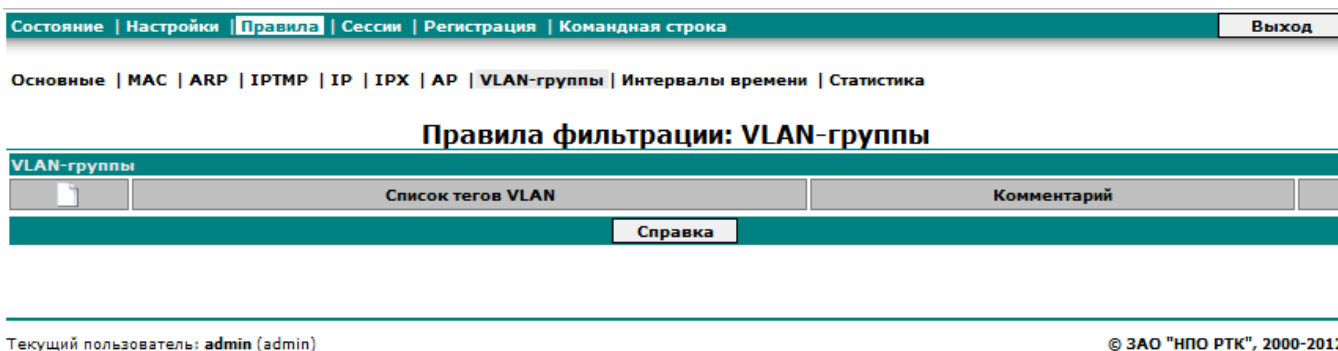 Состояние | Настройки | Правила | Сессии | Регистрация | Командная строка Выход
Основные | MAC | ARP | IPTMP | IP | IPX | AP | VLAN-группы | Интервалы времени | Статистика
Правила фильтрации: VLAN-группы
VLAN-группы
Список тегов VLAN Комментарий
Справка
Текущий пользователь: admin (admin) © ЗАО "НПО РТК", 2000-2012